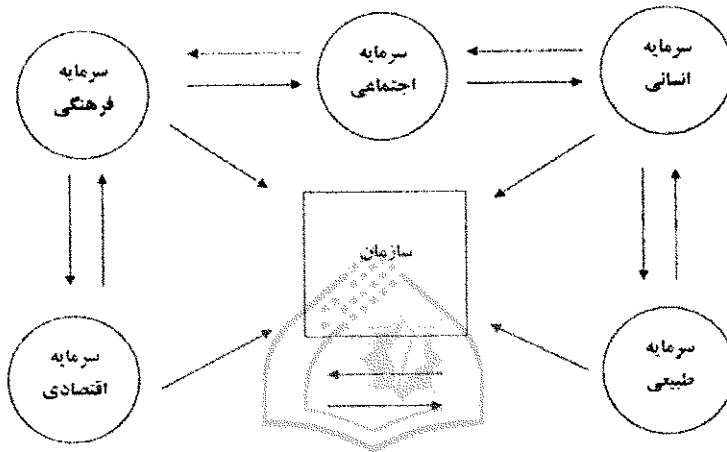 سرمایه
انسانی
سرمایه
اجتماعی
سرمایه
فرهنگی
سازمان
سرمایه
طبیعی
سرمایه
اقتصادی